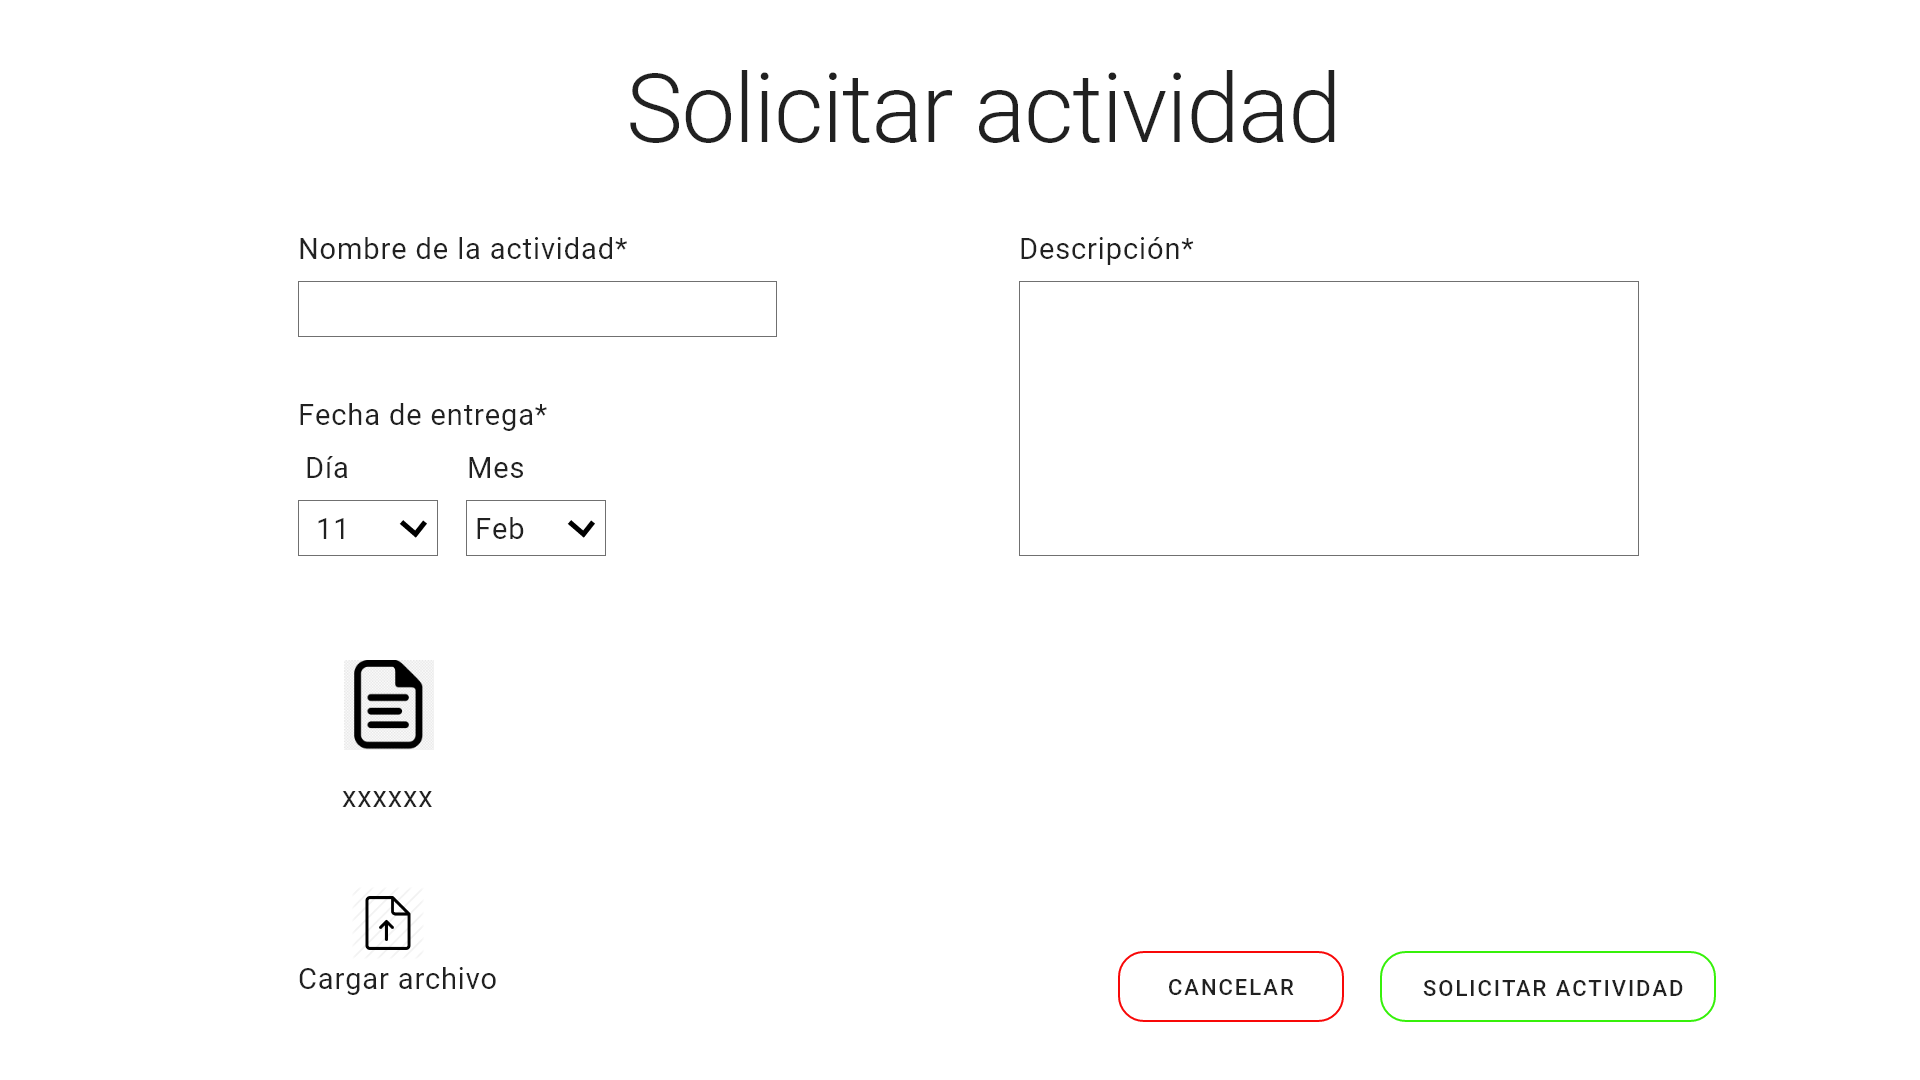 Solicitar actividad
Nombre de la actividad*
Descripción*
Fecha de entrega*
Día
Mes
11
Feb
xxxxxx
Cargar archivo
CANCELAR
SOLICITAR ACTIVIDAD